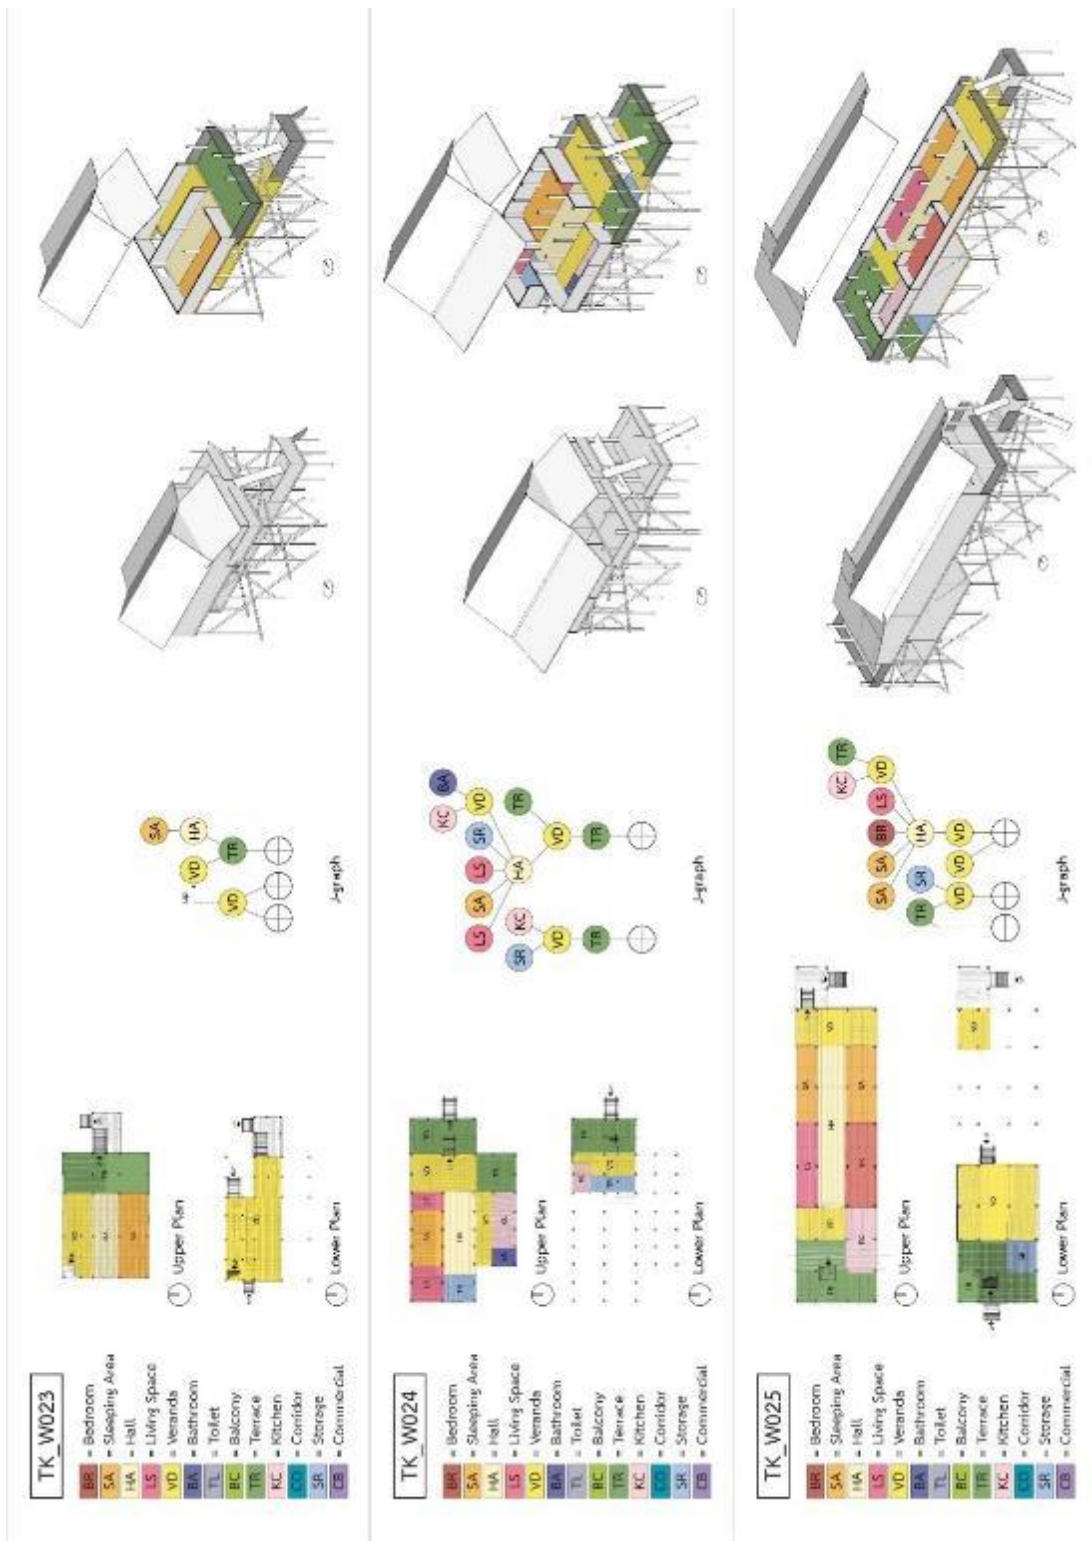 TK_W023
BR = Bedroom
SA = Sleeping Area
HA = Hall
LS = Living Space
VD = Veranda
BA = Bathroom
TL = Toilet
BC = Balcony
TR = Terrace
KC = Kitchen
CO = Corridor
SR = Storage
CB = Commercial
Upper Plan
Lower Plan
SA
HA
VD
UP
TR
VD
J-graph
TK_W024
BR = Bedroom
SA = Sleeping Area
HA = Hall
LS = Living Space
VD = Veranda
BA = Bathroom
TL = Toilet
BC = Balcony
TR = Terrace
KC = Kitchen
CO = Corridor
SR = Storage
CB = Commercial
Upper Plan
Lower Plan
LS SA LS SR VD KC BA
HA
SR KC VD TR
TR TR
J-graph
TK_W025
BR = Bedroom
SA = Sleeping Area
HA = Hall
LS = Living Space
VD = Veranda
BA = Bathroom
TL = Toilet
BC = Balcony
TR = Terrace
KC = Kitchen
CO = Corridor
SR = Storage
CB = Commercial
Upper Plan
Lower Plan
KC TR
SA SA BR LS VD
TR SR HA
VD VD VD
J-graph